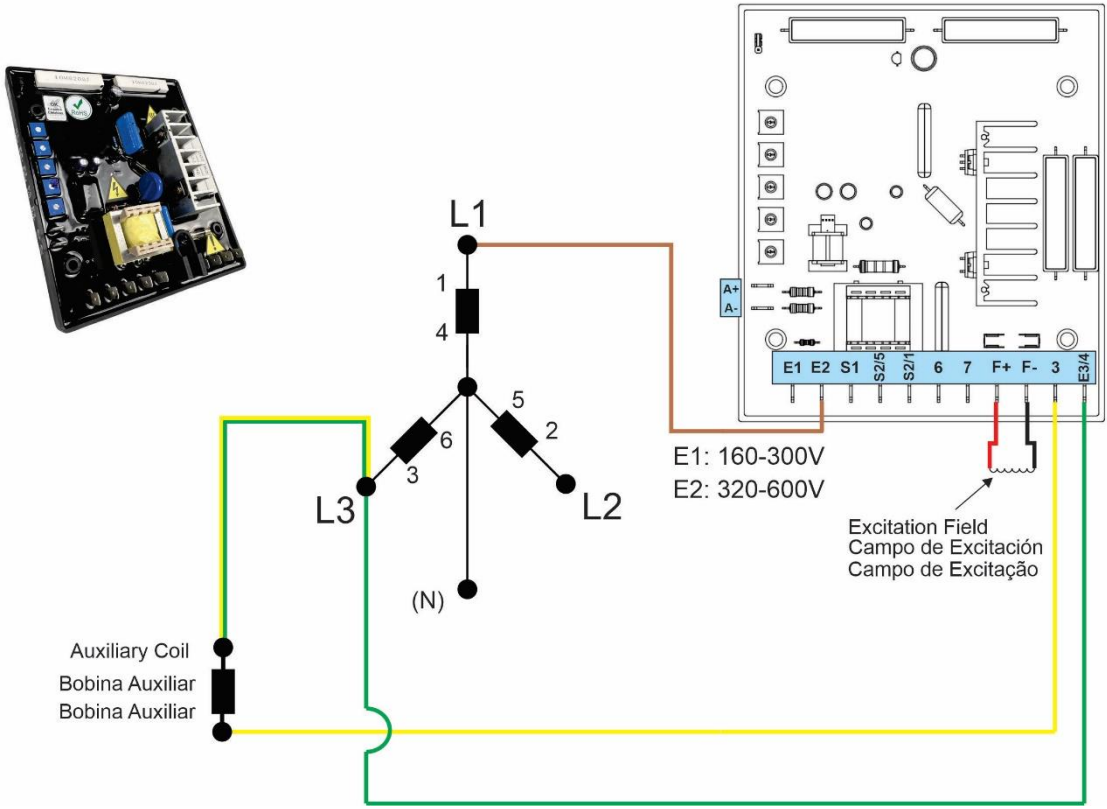 L1
1
4
5
2
6
3
L3
L2
(N)
Auxiliary Coil
Bobina Auxiliar
Bobina Auxiliar
A+
A-
E1 E2 S1 S2/5 S2/1 6 7 F+ F- 3 E3/4
E1: 160-300V
E2: 320-600V
Excitation Field
Campo de Excitación
Campo de Excitação
RoHS
OK